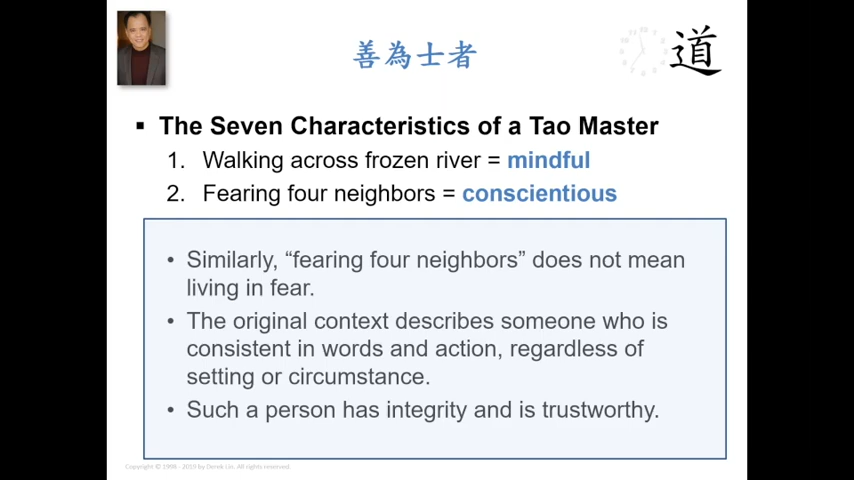 善為士者
道
▪ The Seven Characteristics of a Tao Master
1. Walking across frozen river = mindful
2. Fearing four neighbors = conscientious
• Similarly, “fearing four neighbors” does not mean
living in fear.
• The original context describes someone who is
consistent in words and action, regardless of
setting or circumstance.
• Such a person has integrity and is trustworthy.
Copyright © 1998 - 2019 by Derek Lin. All rights reserved.